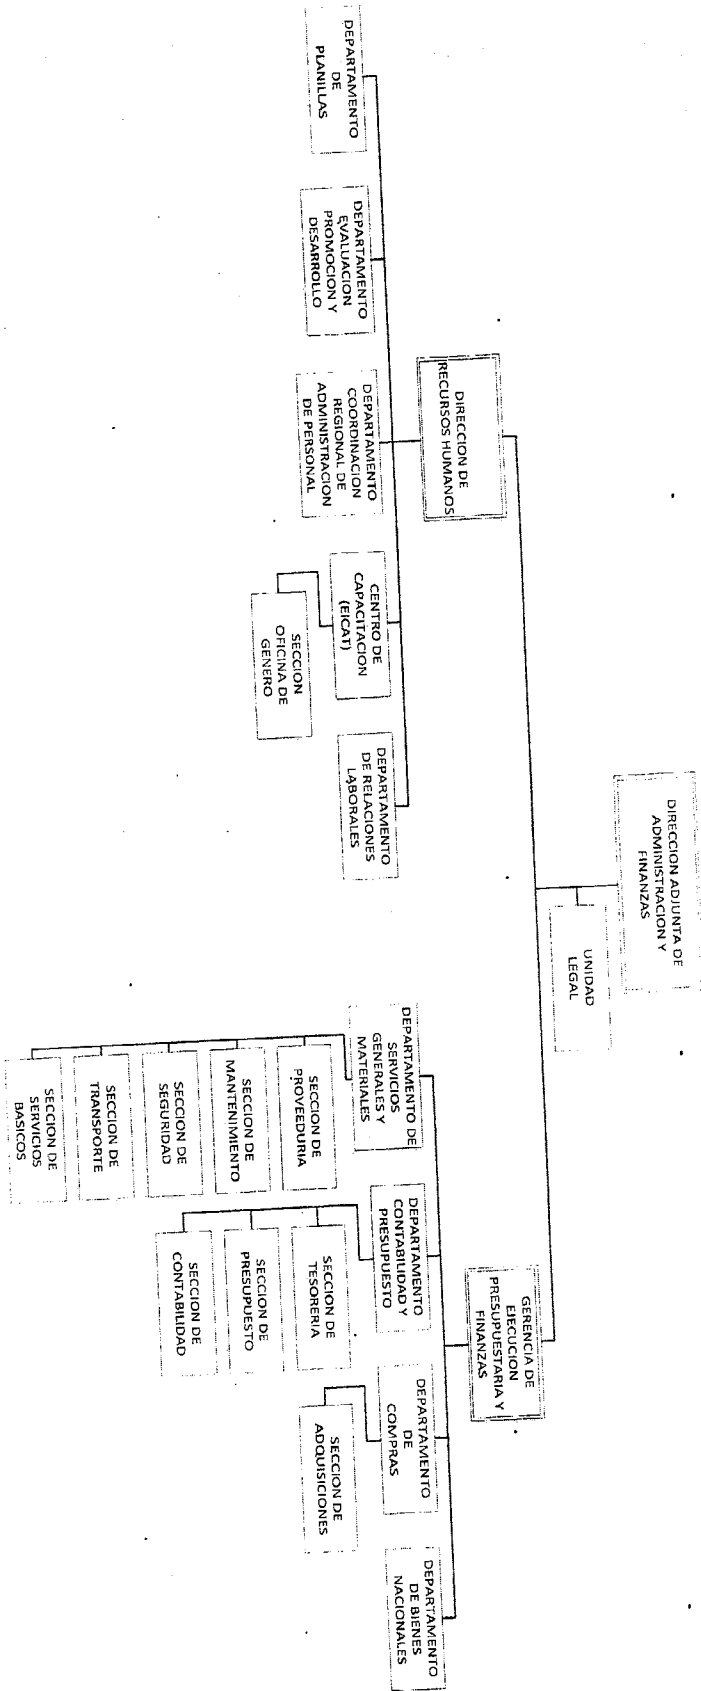 DIRECCION ADJUNTA DE
ADMINISTRACION Y
FINANZAS
UNIDAD
LEGAL
DIRECCION DE
RECURSOS HUMANOS
GERENCIA DE
EJECUCION
PRESUPUESTARIA Y
FINANZAS
DEPARTAMENTO
DE
PLANILLAS
DEPARTAMENTO
EVALUACION
PROMOCION Y
DESARROLLO
DEPARTAMENTO
COORDINACION
REGIONAL DE
ADMINISTRACION
DE PERSONAL
CENTRO DE
CAPACITACION
(EICAT)
SECCION
OFICINA DE
GENERO
DEPARTAMENTO
DE RELACIONES
LABORALES
DEPARTAMENTO DE
SERVICIOS
GENERALES Y
MATERIALES
SECCION DE
PROVEEDURIA
SECCION DE
MANTENIMIENTO
SECCION DE
SEGURIDAD
SECCION DE
TRANSPORTE
SECCION DE
SERVICIOS
BASICOS
DEPARTAMENTO
CONTABILIDAD Y
PRESUPUESTO
SECCION DE
TESORERIA
SECCION DE
PRESUPUESTO
SECCION DE
CONTABILIDAD
DEPARTAMENTO
DE
COMPRAS
SECCION DE
ADQUISICIONES
DEPARTAMENTO
DE BIENES
NACIONALES